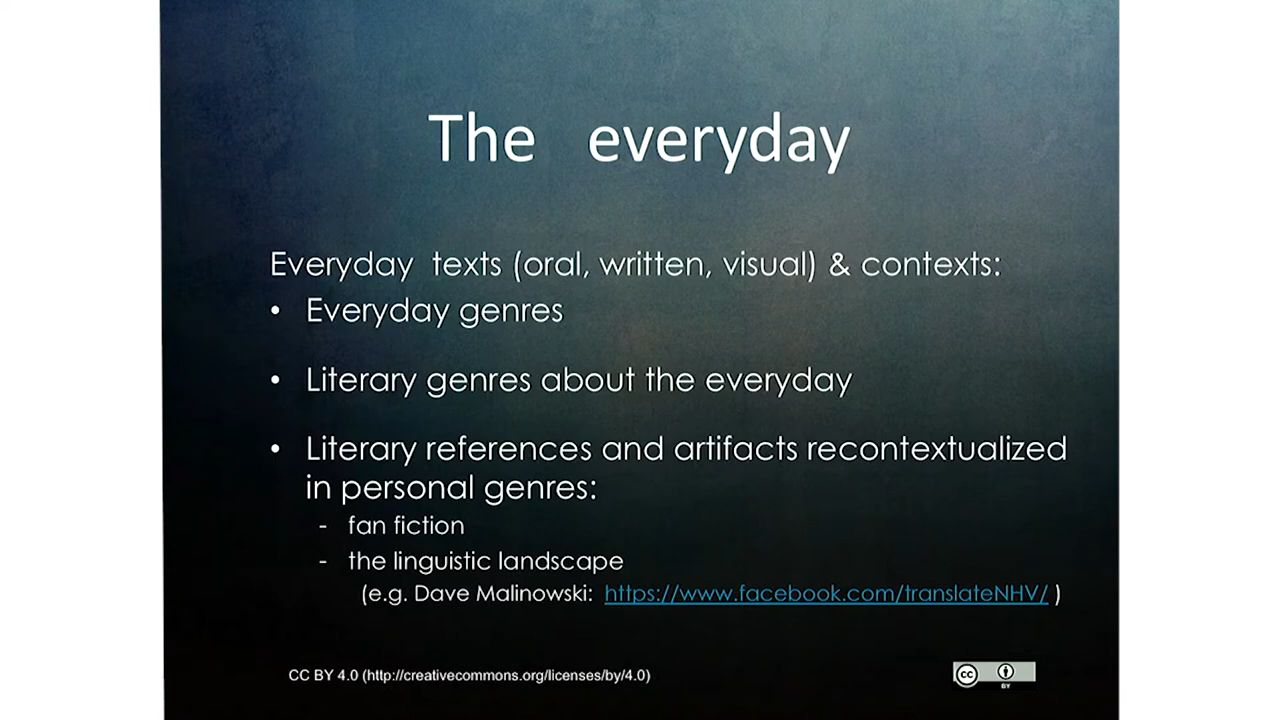 The everyday
Everyday texts (oral, written, visual) & contexts:
• Everyday genres
• Literary genres about the everyday
• Literary references and artifacts recontextualized
in personal genres:
- fan fiction
- the linguistic landscape
(e.g. Dave Malinowski: https://www.facebook.com/translateNHV/ )
CC BY 4.0 (http://creativecommons.org/licenses/by/4.0)
cc
BY